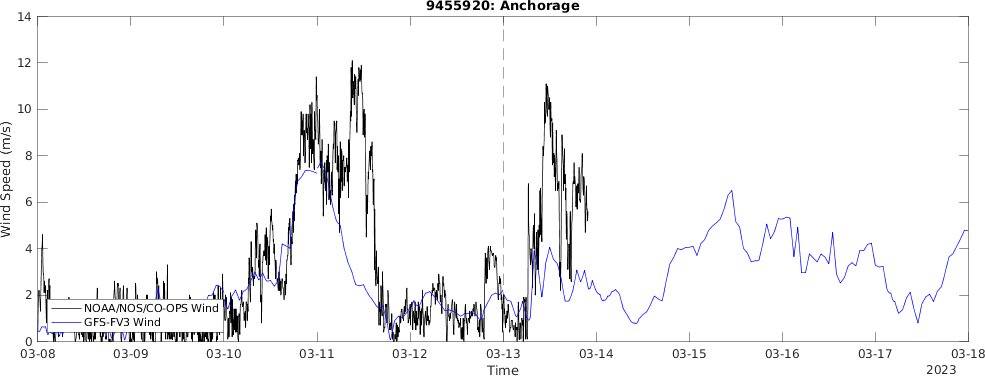 9455920: Anchorage
14
12
10
8
6
4
2
0
Wind Speed (m/s)
NOAA/NOS/CO-OPS Wind
GFS-FV3 Wind
03-08 03-09 03-10 03-11 03-12 03-13 03-14 03-15 03-16 03-17 03-18
Time
2023